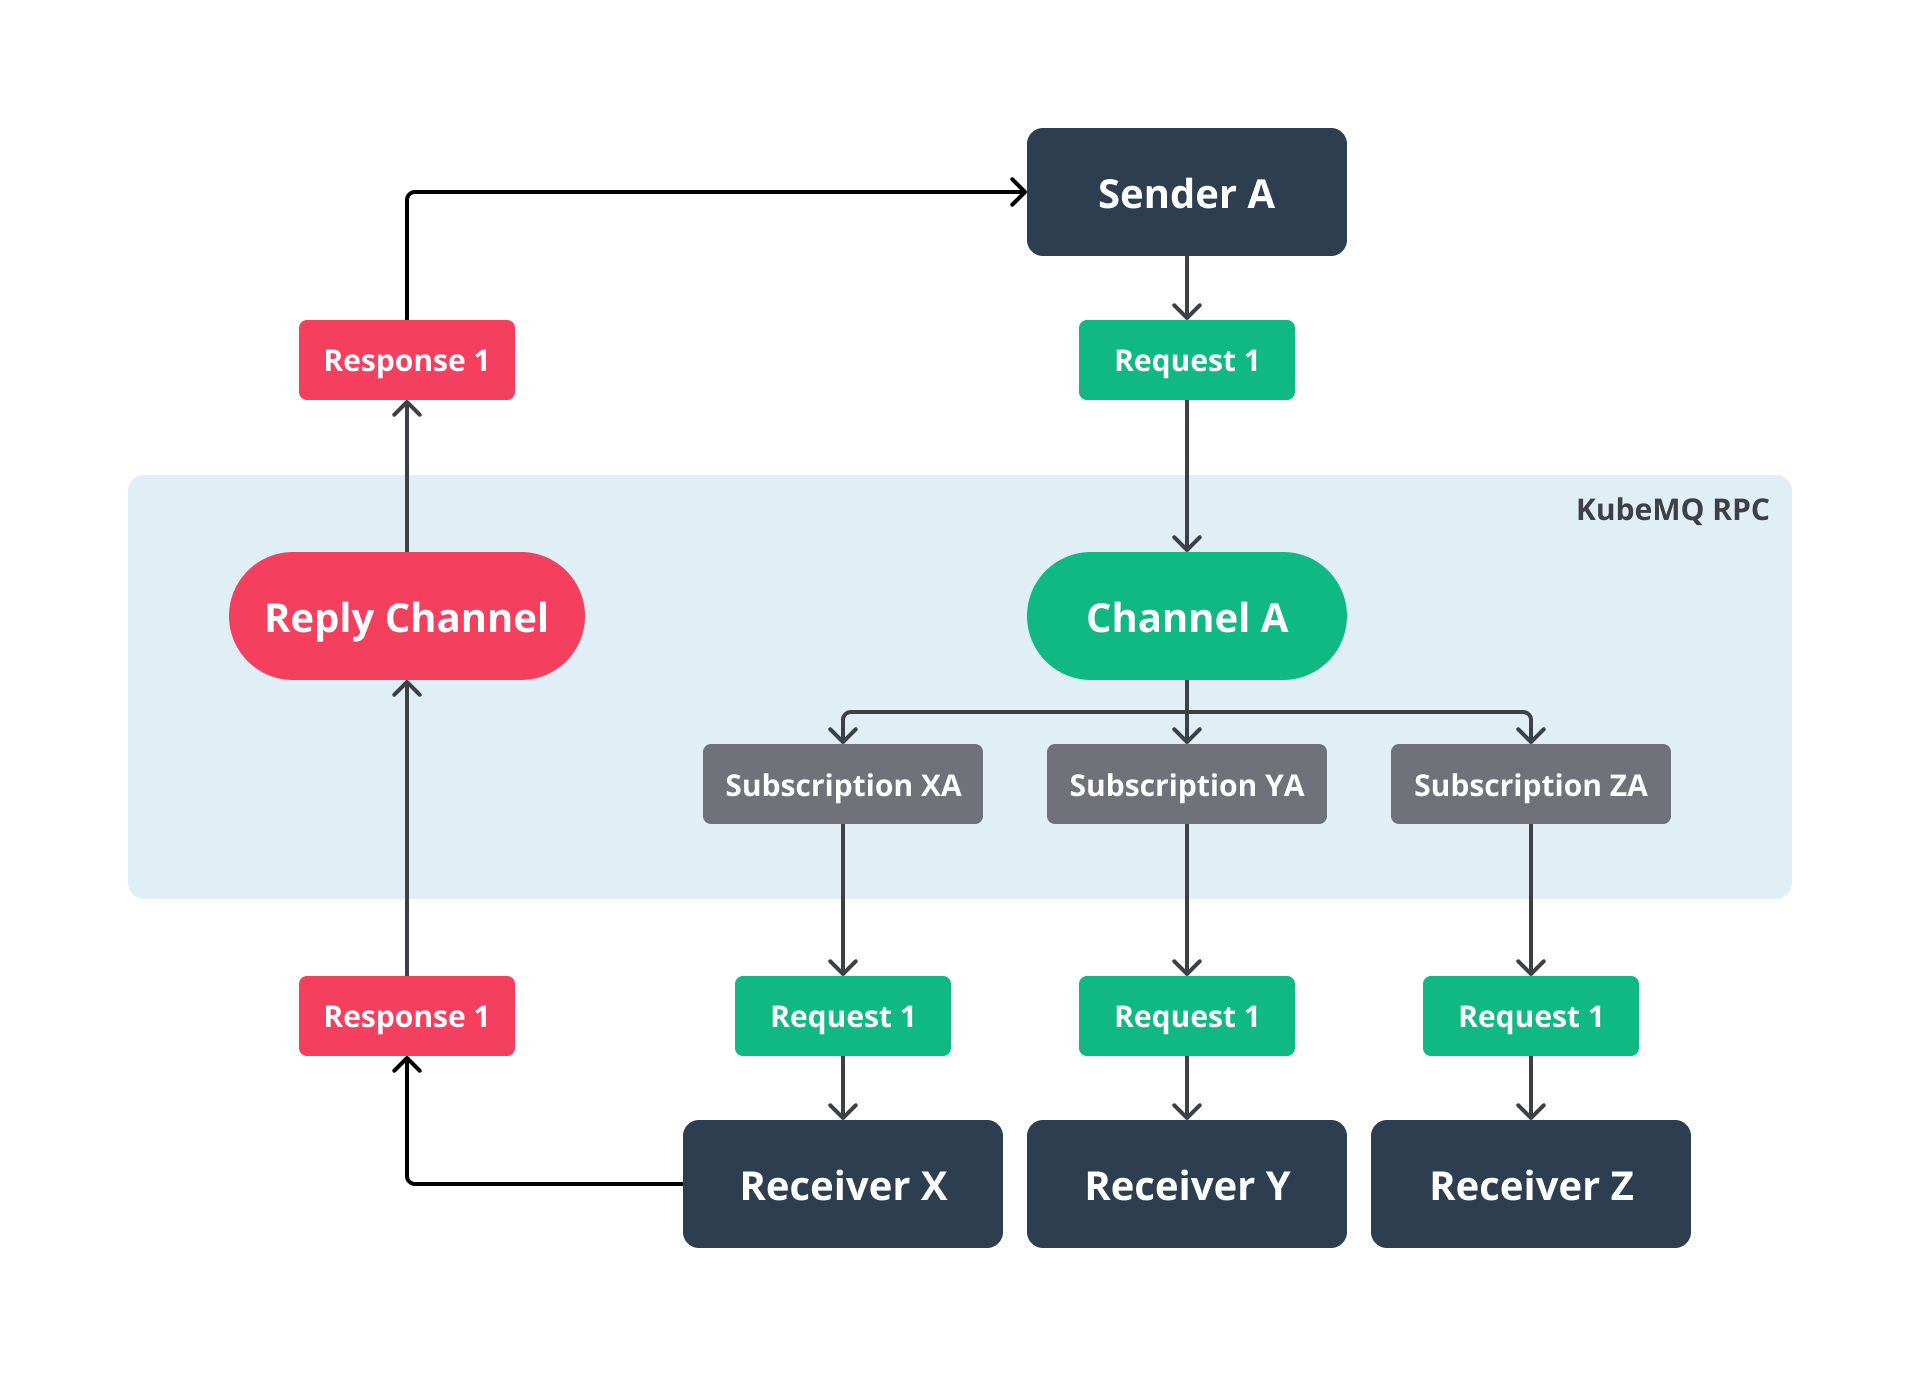 Sender A
Response 1
Request 1
KubeMQ RPC
Reply Channel
Channel A
Subscription XA
Subscription YA
Subscription ZA
Response 1
Request 1
Request 1
Request 1
Receiver X
Receiver Y
Receiver Z